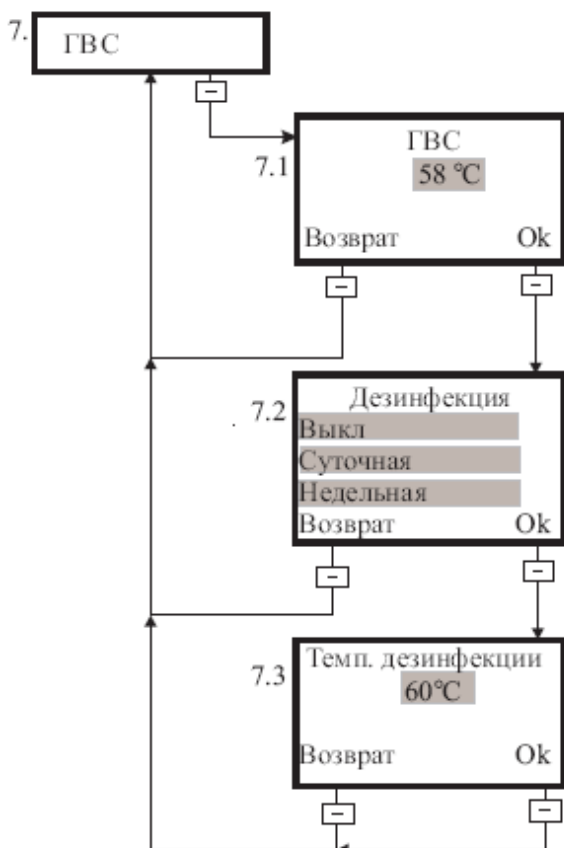 7. ГВС
7.1
ГВС
58 °C
Возврат Ok
7.2
Дезинфекция
Выкл
Суточная
Недельная
Возврат Ok
7.3
Темп. дезинфекции
60°C
Возврат Ok